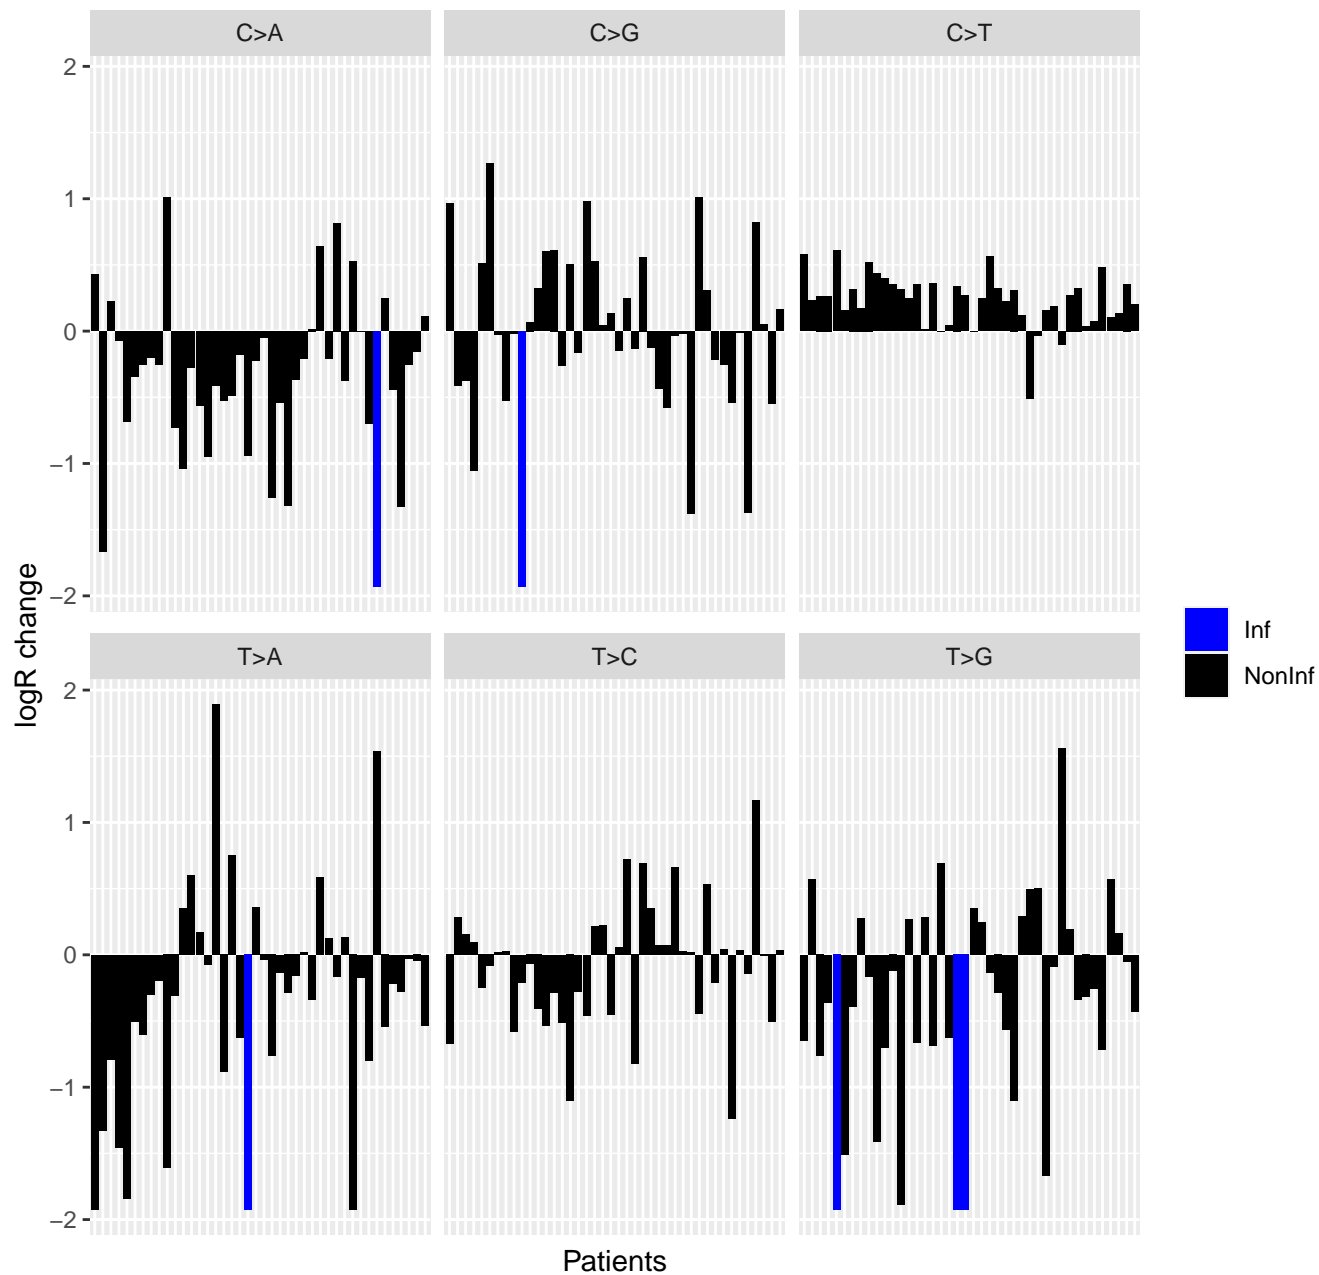 C>A
C>G
C>T
2
1
0
−1
−2
T>A
T>C
T>G
2
1
0
−1
−2
logR change
Patients
Inf
NonInf